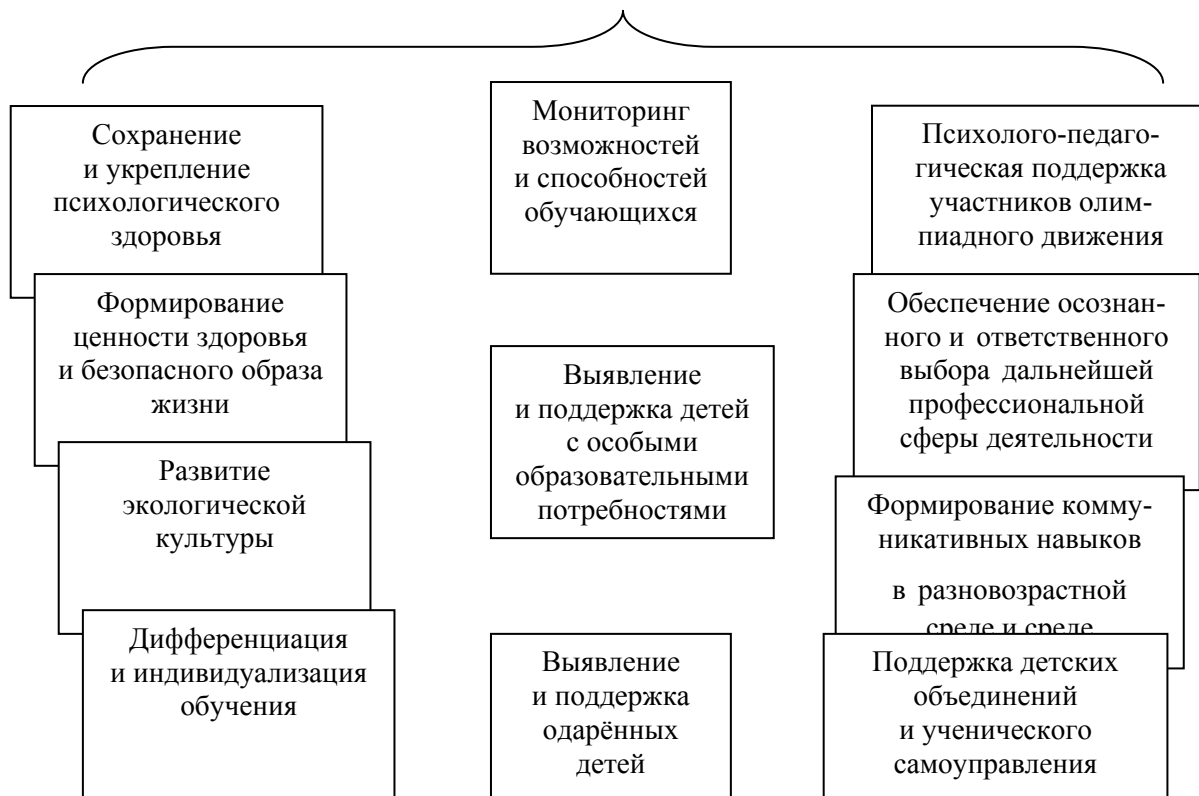 Сохранение
и укрепление
психологического
здоровья
Формирование
ценности здоровья
и безопасного образа
жизни
Развитие
экологической
культуры
Дифференциация
и индивидуализация
обучения
Мониторинг
возможностей
и способностей
обучающихся
Выявление
и поддержка детей
с особыми
образовательными
потребностями
Выявление
и поддержка
одарённых
детей
Психолого-педаго-
гическая поддержка
участников олим-
пиадного движения
Обеспечение осознан-
ного и ответственного
выбора дальнейшей
профессиональной
сферы деятельности
Формирование комму-
никативных навыков
в разновозрастной
среде и среде
Поддержка детских
объединений
и ученического
самоуправления